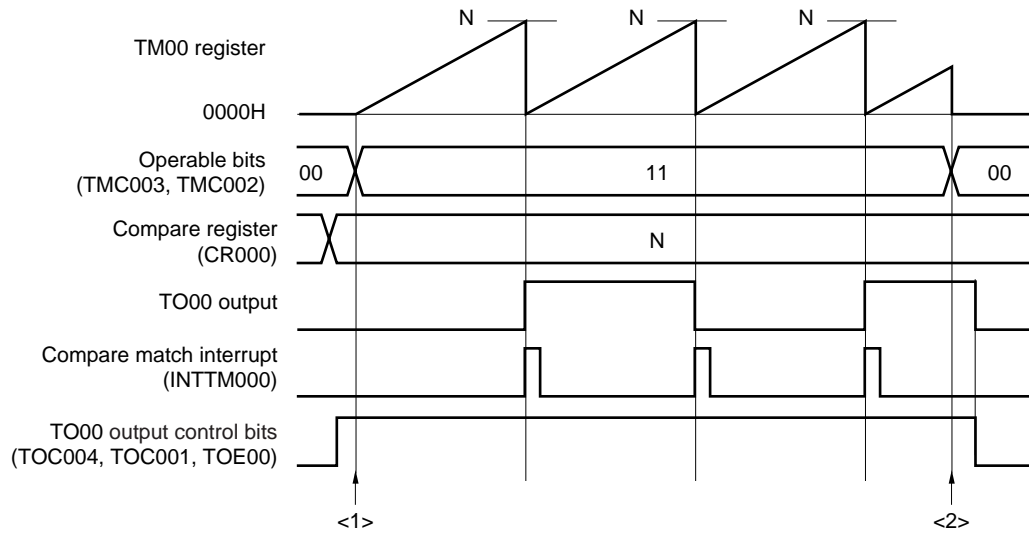 N N N
TM00 register
0000H
Operable bits
(TMC003, TMC002)
00 11 00
Compare register
(CR000)
N
TO00 output
Compare match interrupt
(INTTM000)
TO00 output control bits
(TOC004, TOC001, TOE00)
<1> <2>